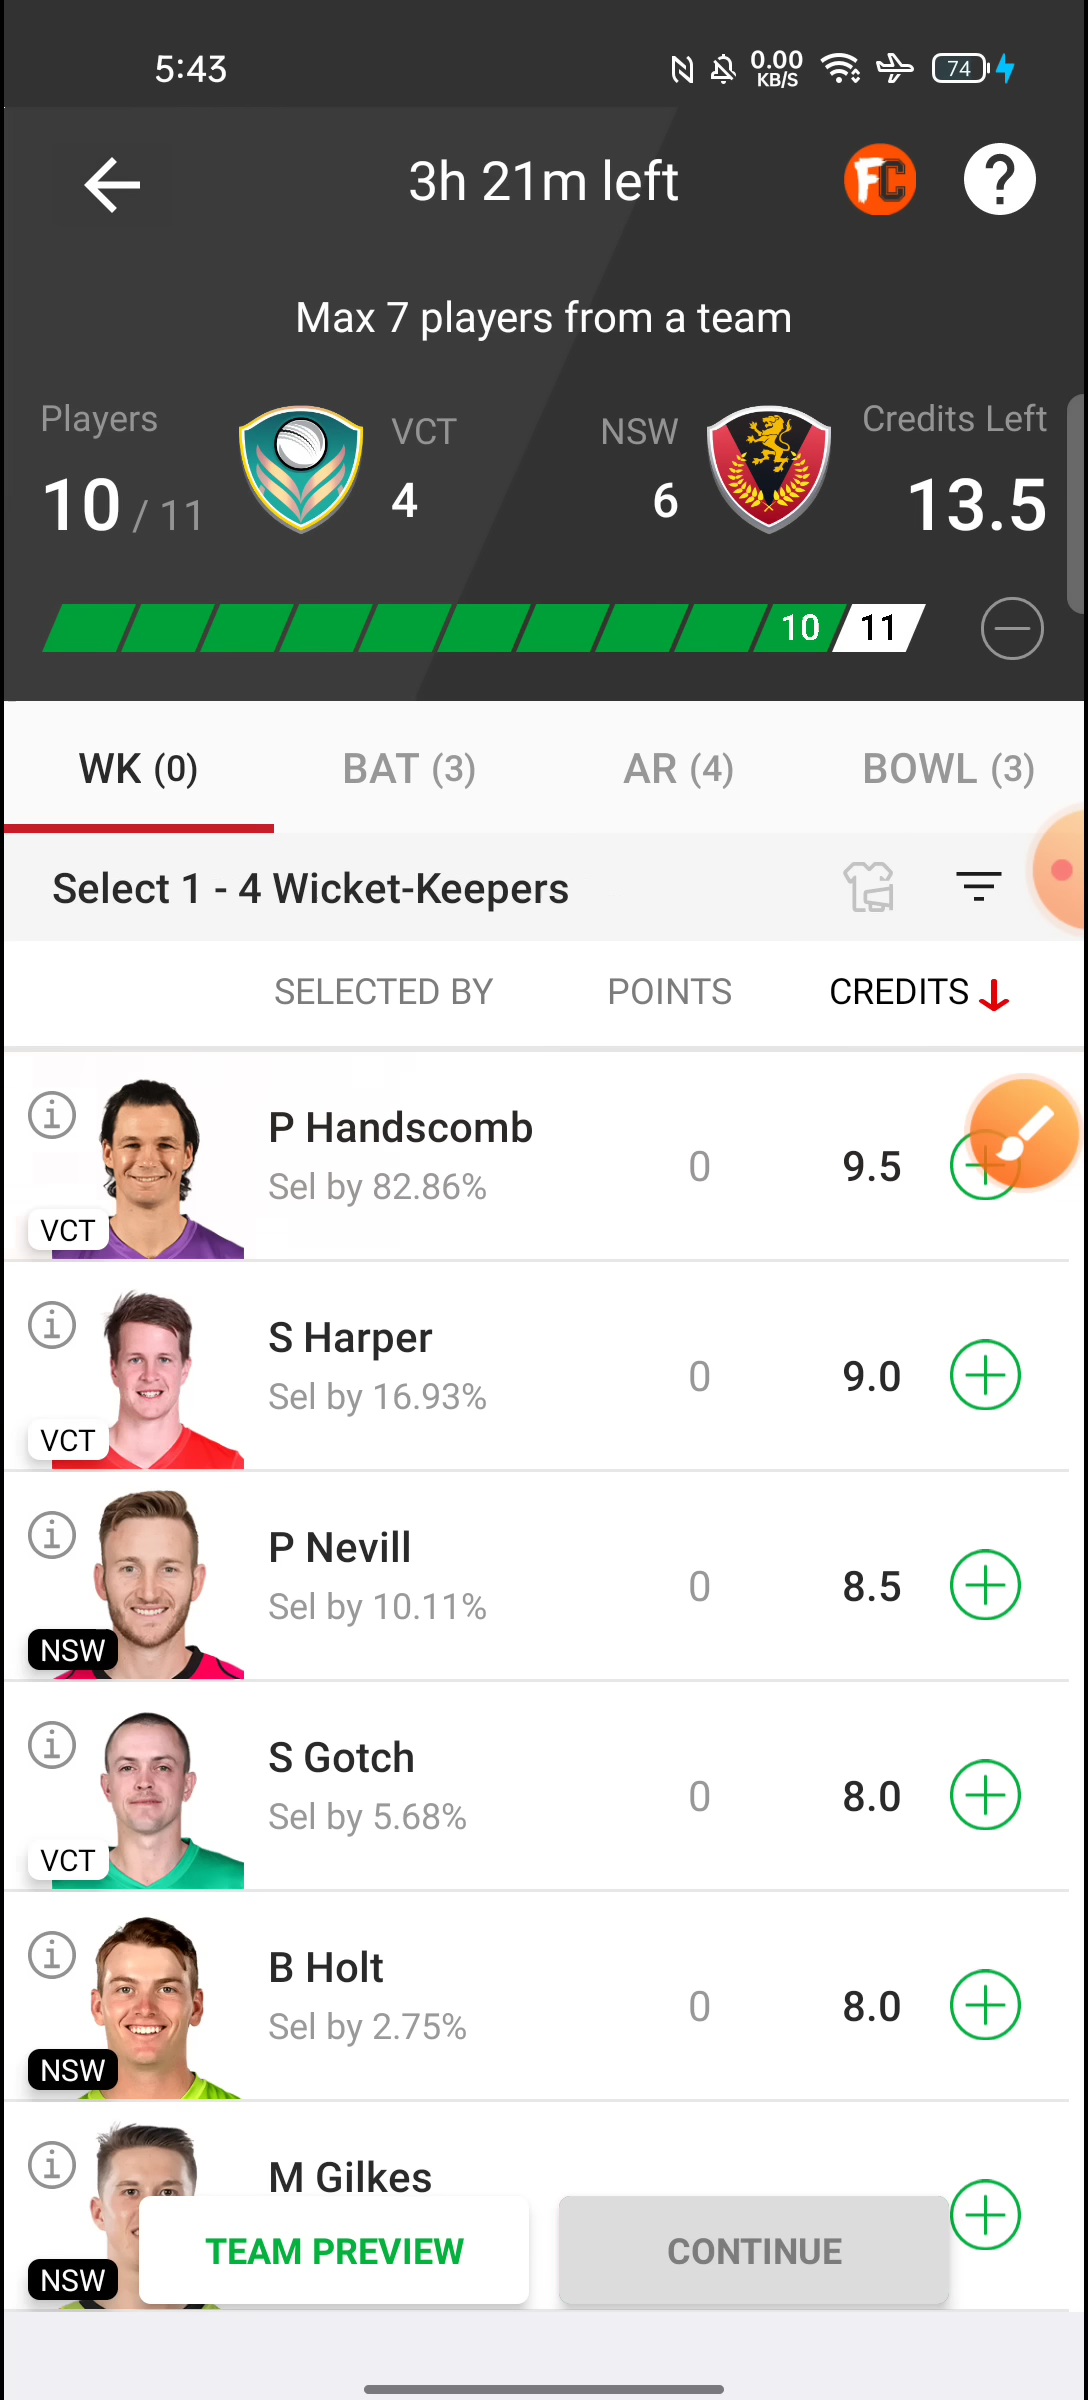 5:43
0.00
KB/S
74
3h 21m left
FC
?
Max 7 players from a team
Players
10 / 11
VCT
4
NSW
6
Credits Left
13.5
10
11
WK (0)
BAT (3)
AR (4)
BOWL (3)
Select 1 - 4 Wicket-Keepers
SELECTED BY
POINTS
CREDITS
P Handscomb
Sel by 82.86%
0
9.5
VCT
S Harper
Sel by 16.93%
0
9.0
VCT
P Nevill
Sel by 10.11%
0
8.5
NSW
S Gotch
Sel by 5.68%
0
8.0
VCT
B Holt
Sel by 2.75%
0
8.0
NSW
M Gilkes
NSW
TEAM PREVIEW
CONTINUE